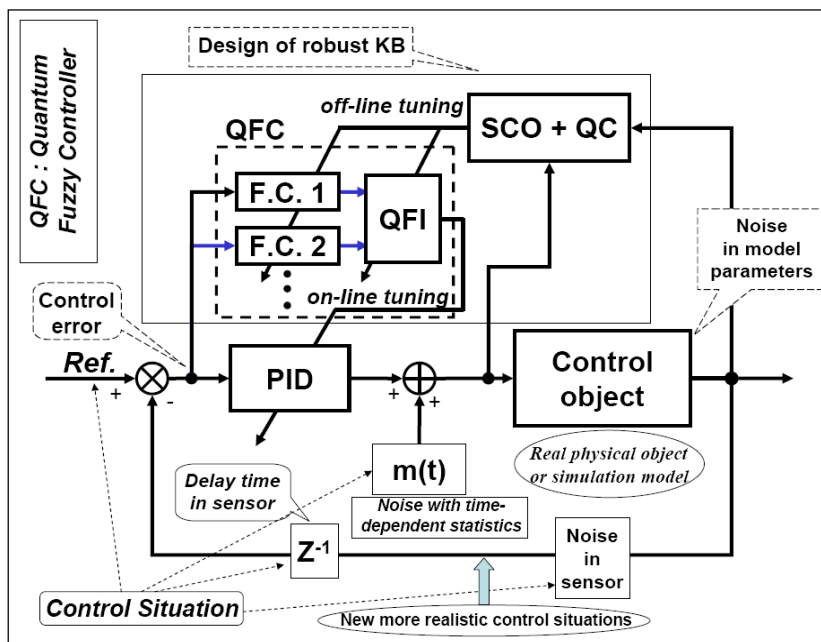 Design of robust KB
QFC : Quantum
Fuzzy Controller
off-line tuning
SCO + QC
QFC
F.C. 1
QFI
F.C. 2
Noise
in model
parameters
on-line tuning
Control
error
Ref.
+
-
PID
+
+
Control
object
m(t)
Real physical object
or simulation model
Delay time
in sensor
Noise with time-
dependent statistics
Z-1
Noise
in
sensor
Control Situation
New more realistic control situations